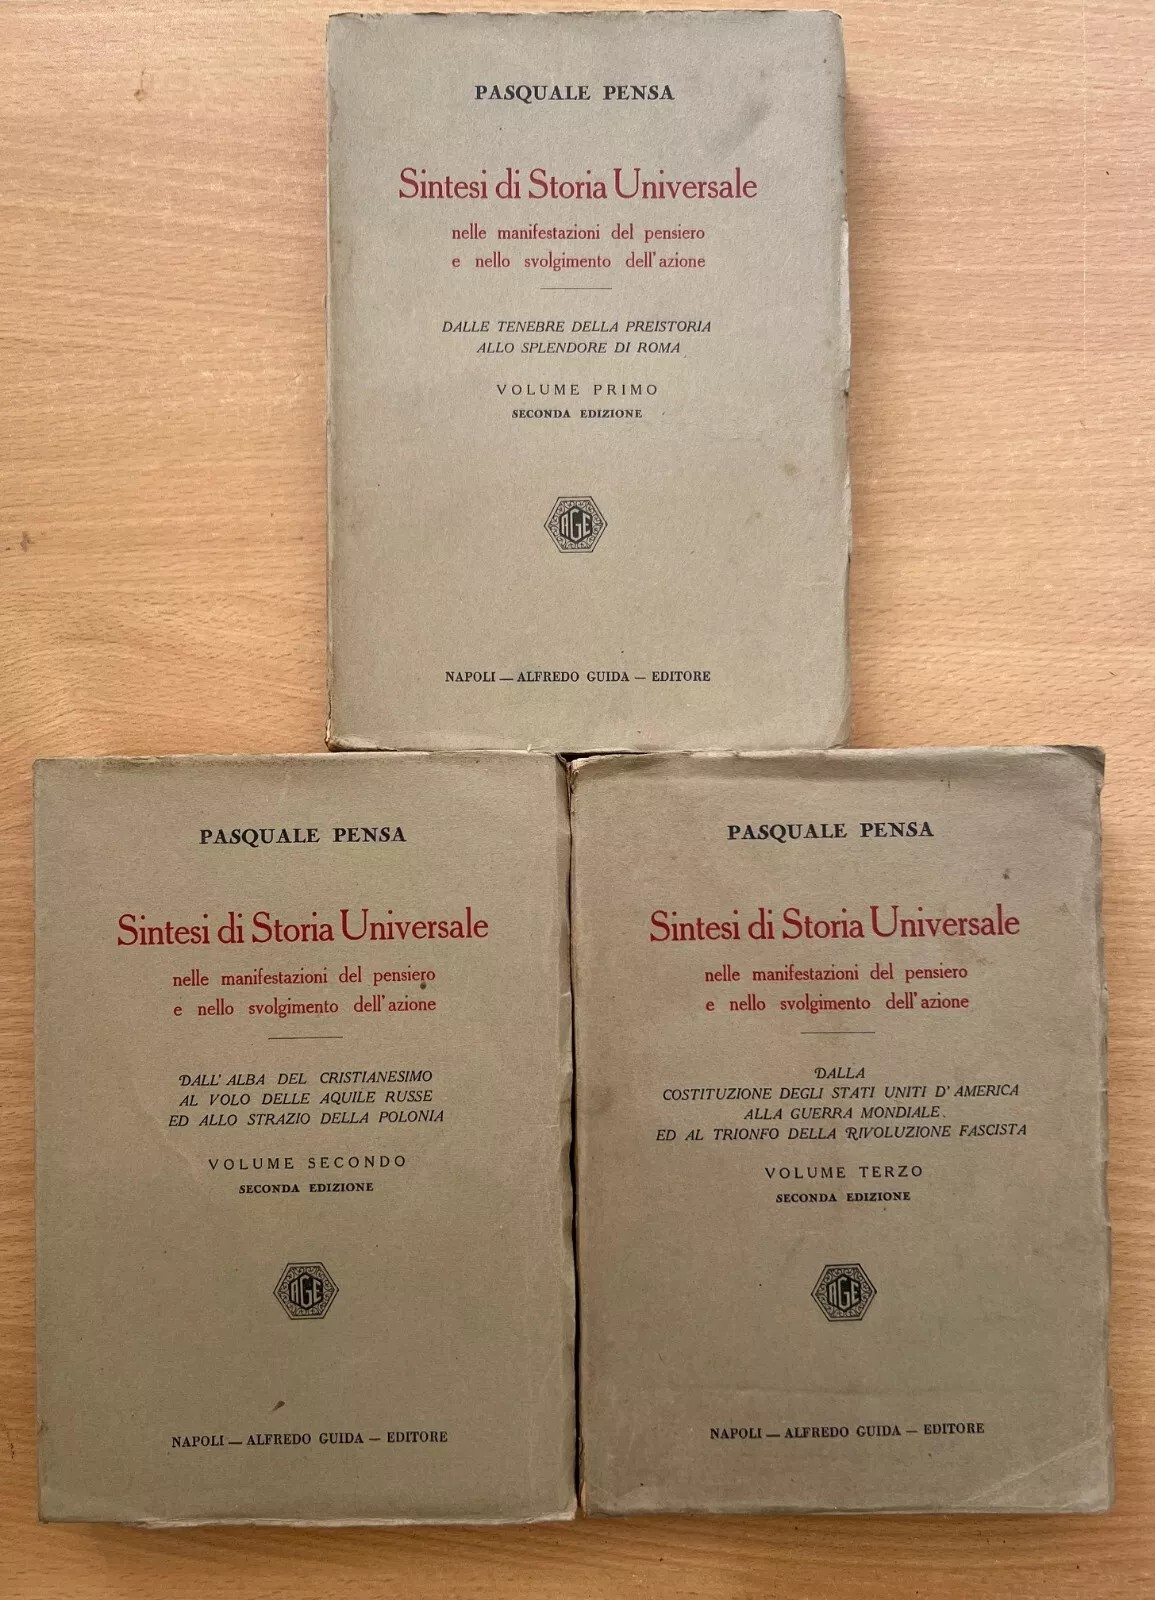 PASQUALE PENSA
Sintesi di Storia Universale
nelle manifestazioni del pensiero
e nello svolgimento dell'azione
DALLE TENEBRE DELLA PREISTORIA
ALLO SPLENDORE DI ROMA
VOLUME PRIMO
SECONDA EDIZIONE
AGE
NAPOLI — ALFREDO GUIDA — EDITORE
PASQUALE PENSA
Sintesi di Storia Universale
nelle manifestazioni del pensiero
e nello svolgimento dell'azione
DALL'ALBA DEL CRISTIANESIMO
AL VOLO DELLE AQUILE RUSSE
ED ALLO STRAZIO DELLA POLONIA
VOLUME SECONDO
SECONDA EDIZIONE
AGE
NAPOLI — ALFREDO GUIDA — EDITORE
PASQUALE PENSA
Sintesi di Storia Universale
nelle manifestazioni del pensiero
e nello svolgimento dell'azione
DALLA
COSTITUZIONE DEGLI STATI UNITI D'AMERICA
ALLA GUERRA MONDIALE
ED AL TRIONFO DELLA RIVOLUZIONE FASCISTA
VOLUME TERZO
SECONDA EDIZIONE
AGE
NAPOLI — ALFREDO GUIDA — EDITORE